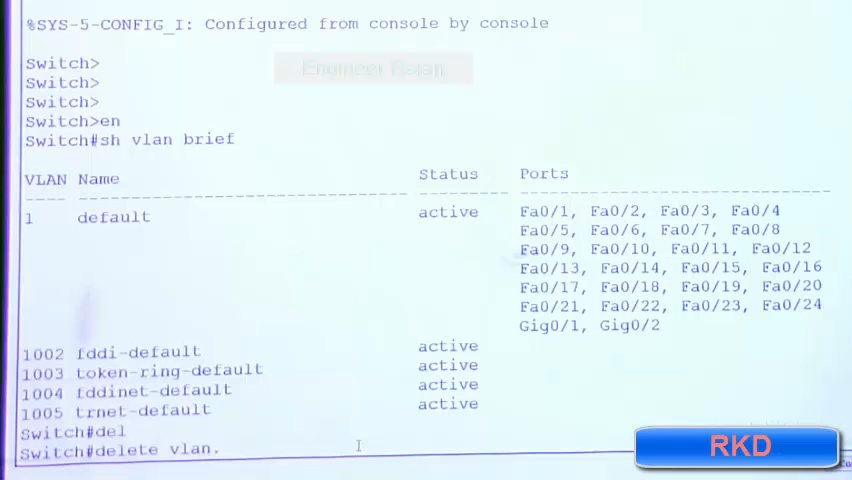 %SYS-5-CONFIG_I: Configured from console by console
Switch>
Switch>
Switch>
Switch>en
Switch#sh vlan brief
VLAN Name Status Ports
1 default active Fa0/1, Fa0/2, Fa0/3, Fa0/4
Fa0/5, Fa0/6, Fa0/7, Fa0/8
Fa0/9, Fa0/10, Fa0/11, Fa0/12
Fa0/13, Fa0/14, Fa0/15, Fa0/16
Fa0/17, Fa0/18, Fa0/19, Fa0/20
Fa0/21, Fa0/22, Fa0/23, Fa0/24
Gig0/1, Gig0/2
1002 fddi-default active
1003 token-ring-default active
1004 fddinet-default active
1005 trnet-default active
Switch#del
Switch#delete vlan.
Engineer
RKD